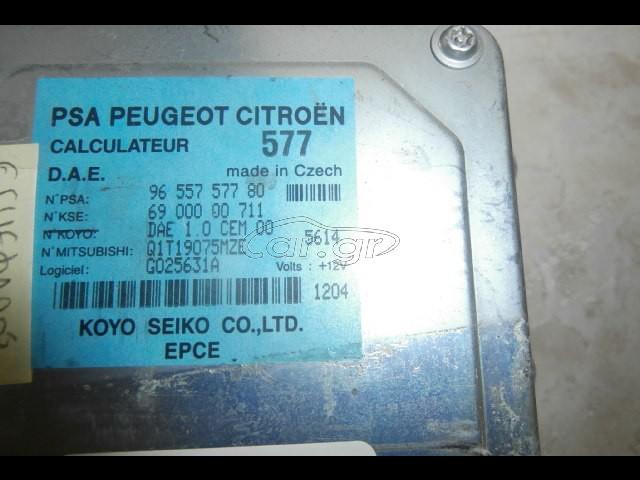 PSA PEUGEOT CITROËN
CALCULATEUR 577
D.A.E. made in Czech
N°PSA: 96 557 577 80
N°KSE: 69 000 00 711
N°KOYO: DAE 1.0 CEM 00 5614
N°MITSUBISHI: Q1T19075MZE
Logiciel: G025631A Volts : +12V
1204
KOYO SEIKO CO.,LTD.
EPCE
car.gr